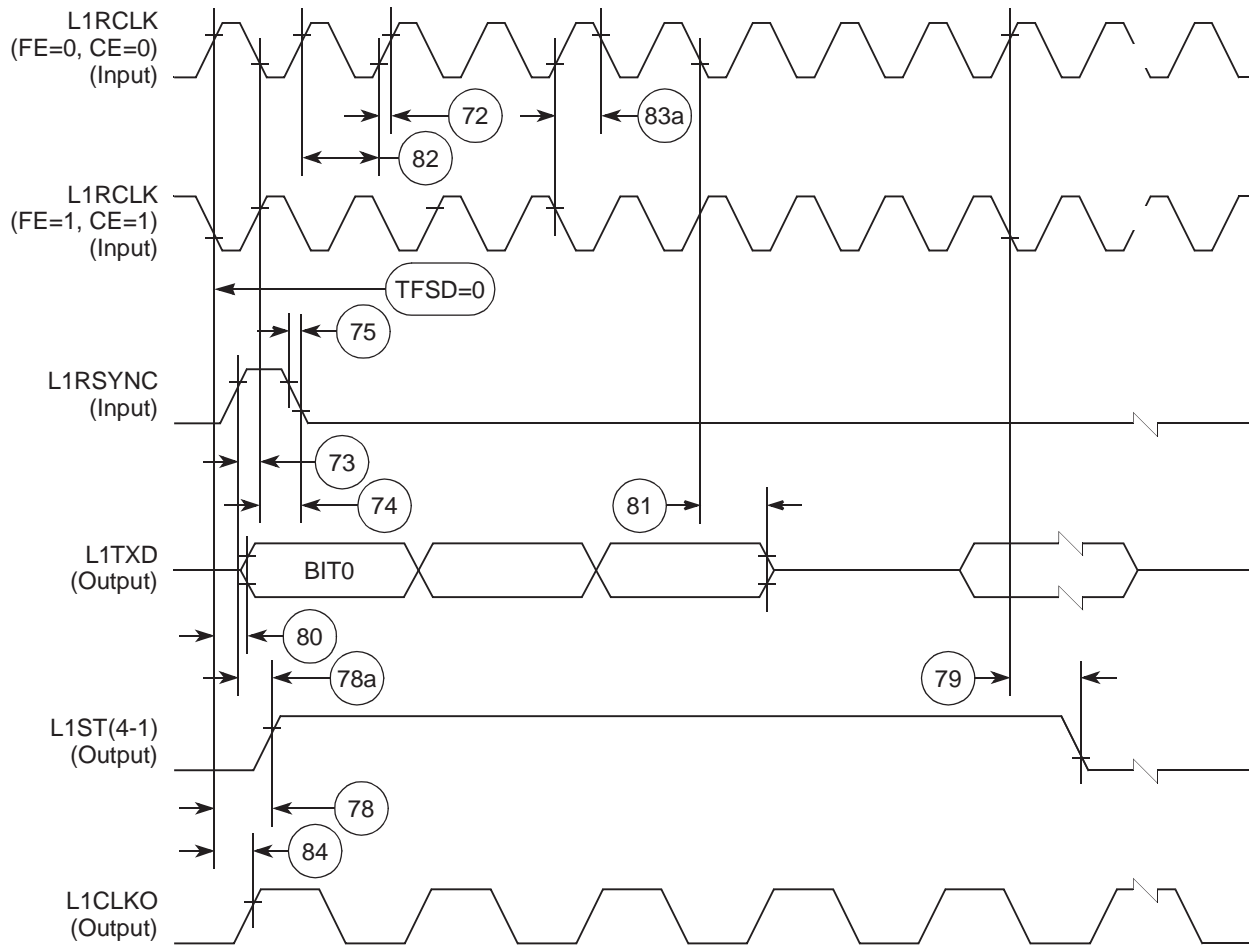 L1RCLK
(FE=0, CE=0)
(Input)
72
83a
82
L1RCLK
(FE=1, CE=1)
(Input)
TFSD=0
75
L1RSYNC
(Input)
73
74
81
L1TXD
(Output)
BIT0
80
78a
79
L1ST(4-1)
(Output)
78
84
L1CLKO
(Output)